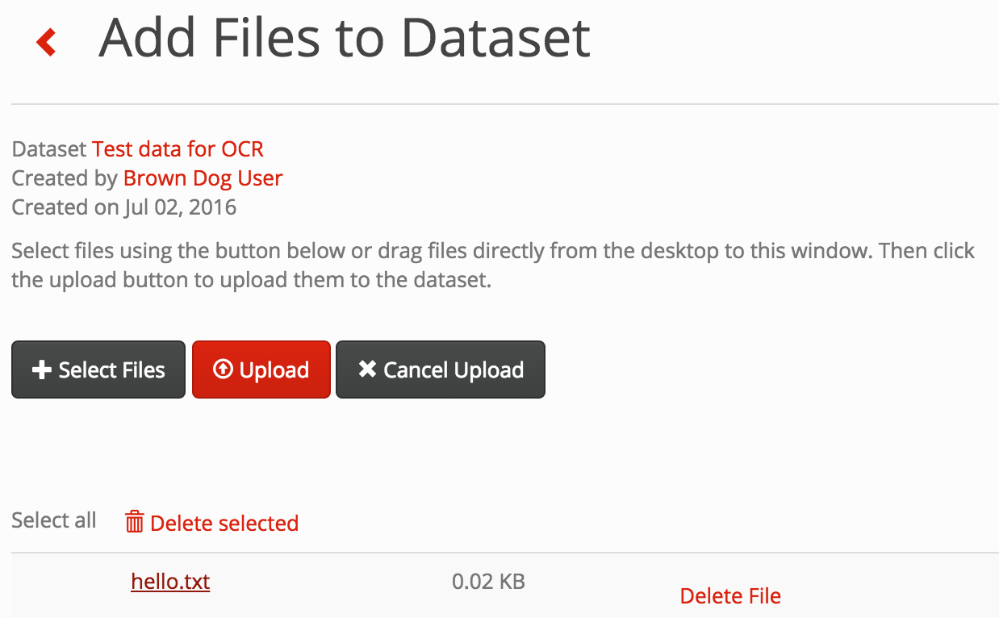 Add Files to Dataset
Dataset Test data for OCR
Created by Brown Dog User
Created on Jul 02, 2016
Select files using the button below or drag files directly from the desktop to this window. Then click
the upload button to upload them to the dataset.
Select Files Upload Cancel Upload
Select all Delete selected
hello.txt 0.02 KB Delete File